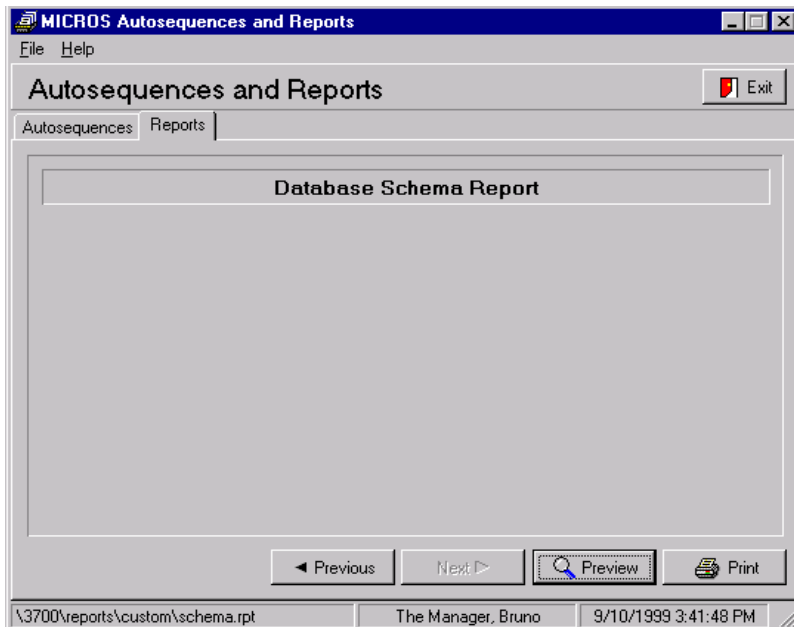 MICROS Autosequences and Reports
File Help
Autosequences and Reports
Exit
Autosequences Reports
Database Schema Report
Previous Next Preview Print
\3700\reports\custom\schema.rpt The Manager, Bruno 9/10/1999 3:41:48 PM